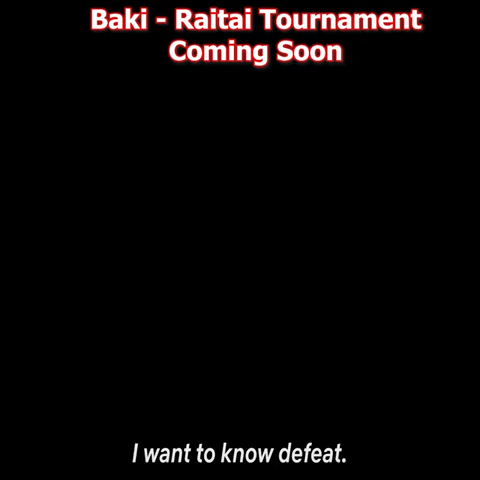 Baki - Raitai Tournament
Coming Soon
I want to know defeat.